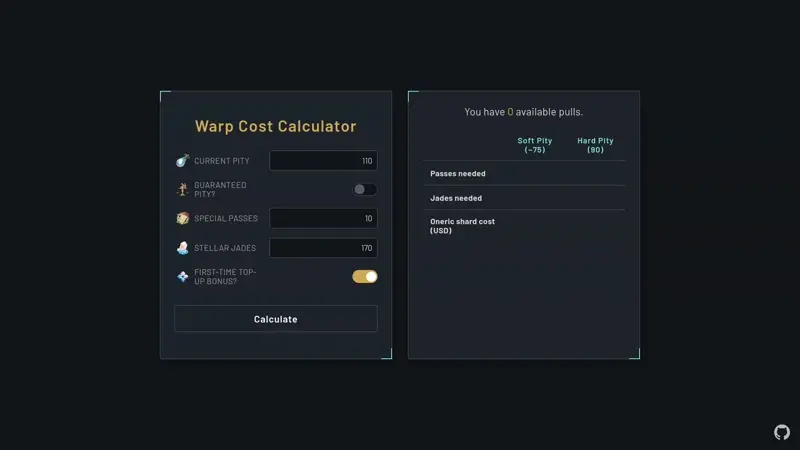 Warp Cost Calculator
CURRENT PITY 110
GUARANTEED
PITY?
SPECIAL PASSES 10
STELLAR JADES 170
FIRST-TIME TOP-
UP BONUS?
Calculate
You have 0 available pulls.
Soft Pity Hard Pity
(~75) (90)
Passes needed
Jades needed
Oneric shard cost
(USD)